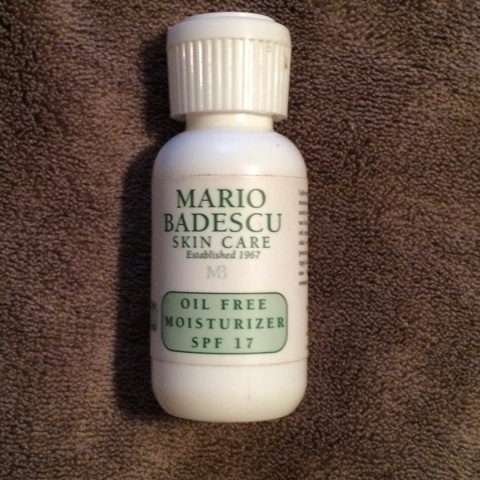 MARIO
BADESCU
SKIN CARE
Established 1967
MB
OIL FREE
MOISTURIZER
SPF 17